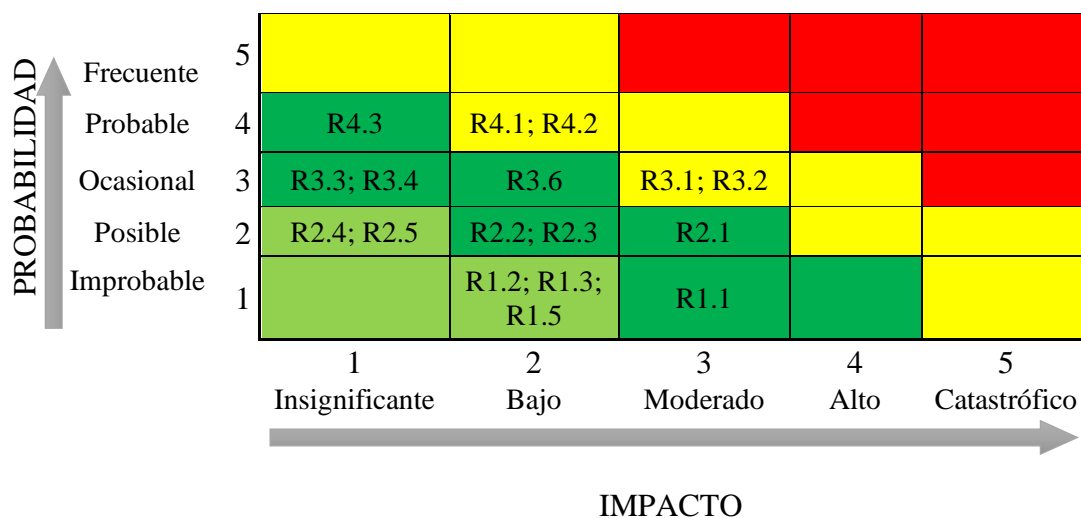 PROBABILIDAD
Frecuente 5
Probable 4 R4.3 R4.1; R4.2
Ocasional 3 R3.3; R3.4 R3.6 R3.1; R3.2
Posible 2 R2.4; R2.5 R2.2; R2.3 R2.1
Improbable 1 R1.2; R1.3; R1.5 R1.1
1 2 3 4 5
Insignificante Bajo Moderado Alto Catastrófico
IMPACTO